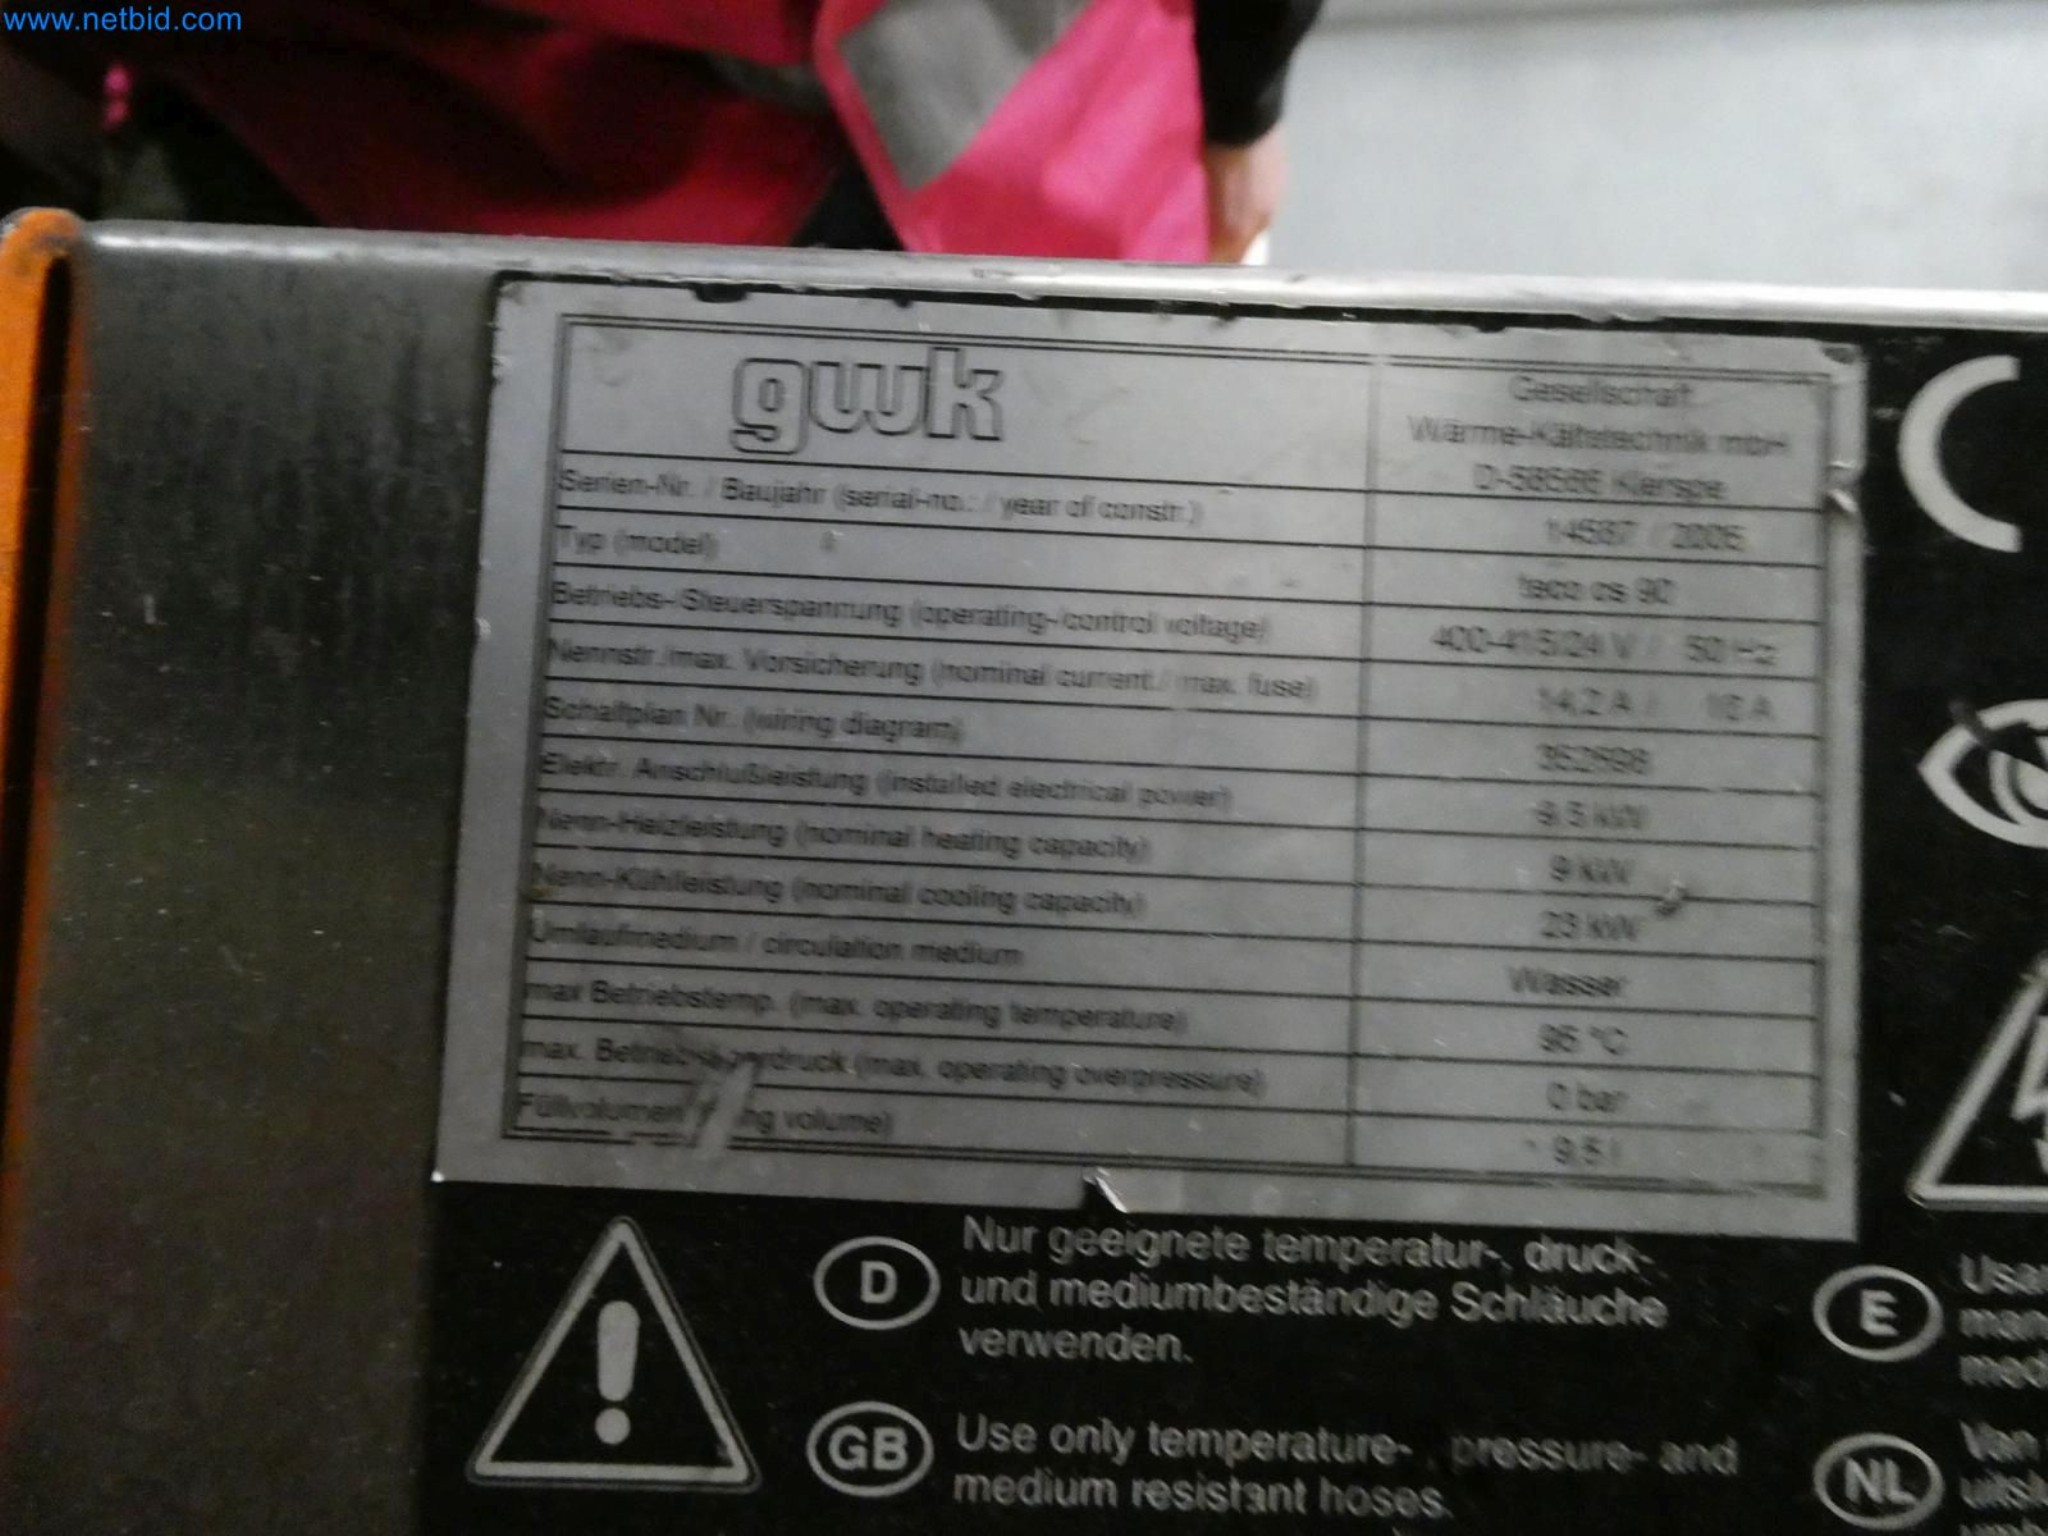 www.netbid.com
gwk
Gesellschaft
Wärme-Kältetechnik mbH
D-58566 Kierspe
Serien-Nr. / Baujahr (serial-no.: / year of constr.)
/ 2005
Typ (model)
teco cs 90
Betriebs-/Steuerspannung (operating-/control voltage)
400-415/24 V / 50 Hz
Nennstr./max. Vorsicherung (nominal current./ max. fuse)
14,2 A / 16 A
Schaltplan Nr. (wiring diagram)
Elektr. Anschlußleistung (installed electrical power)
9,5 kW
Nenn-Heizleistung (nominal heating capacity)
9 kW
Nenn-Kühlleistung (nominal cooling capacity)
23 kW
Umlaufmedium / circulation medium
Wasser
max Betriebstemp. (max. operating temperature)
95 °C
max. (max. operating overpressure)
0 bar
Füllvolumen volume)
9,5 l
D
Nur geeignete temperatur-, druck-
und mediumbeständige Schläuche
verwenden.
GB
Use only temperature- , pressure- and
medium resistant hoses.
E
NL
Van